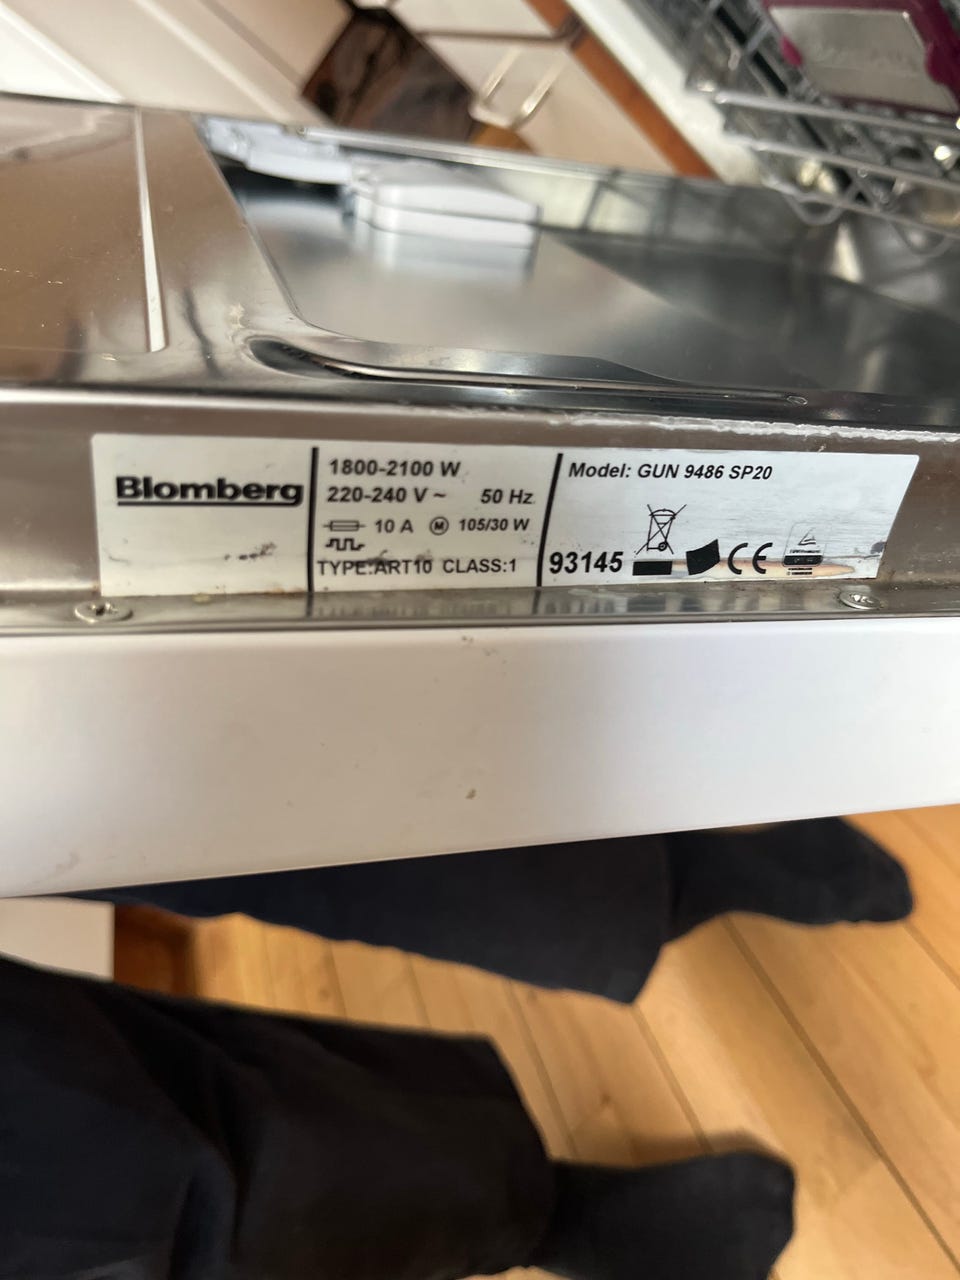 Blomberg
1800-2100 W
220-240 V ~ 50 Hz
10 A M 105/30 W
TYPE:ART10 CLASS:1
Model: GUN 9486 SP20
93145
CE